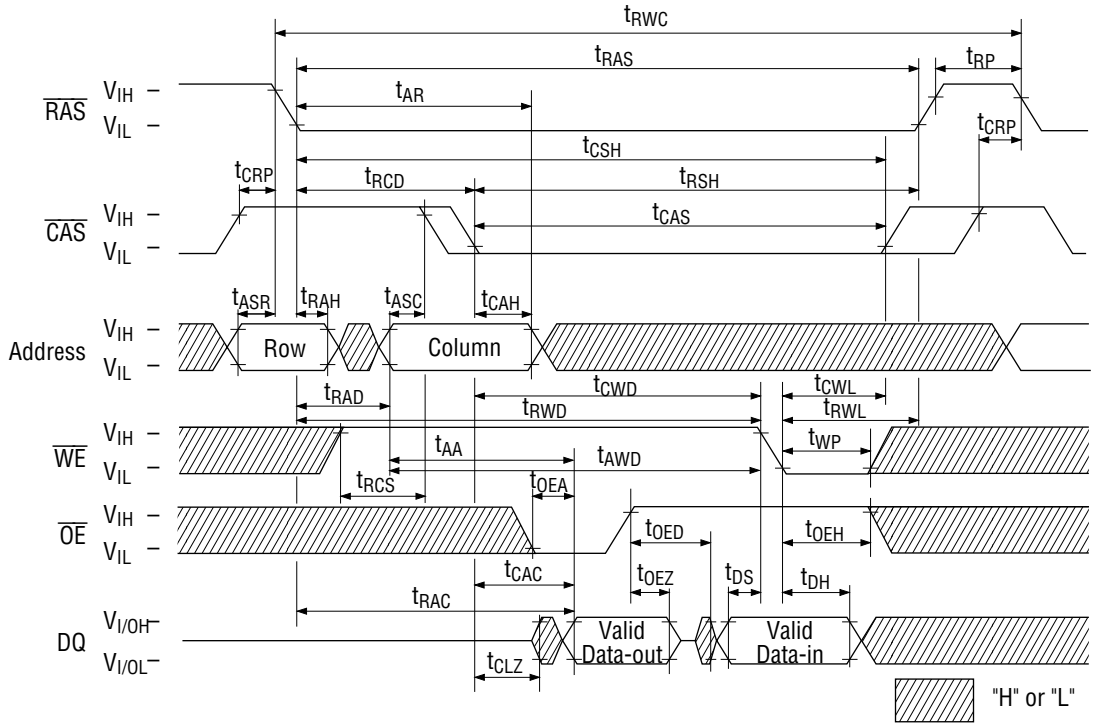 tRWC
tRAS
tRP
tAR
RAS
VIH
VIL
tCRP
tCSH
tCRP
tRCD
tRSH
CAS
VIH
VIL
tCAS
tASR
tRAH
tASC
tCAH
Address
VIH
VIL
Row
Column
tRAD
tCWD
tCWL
tRWD
tRWL
WE
VIH
VIL
tAA
tWP
tAWD
tRCS
tOEA
OE
VIH
VIL
tOED
tOEH
tCAC
tOEZ
tDS
tDH
tRAC
DQ
VI/OH
VI/OL
Valid
Data-out
Valid
Data-in
tCLZ
"H" or "L"